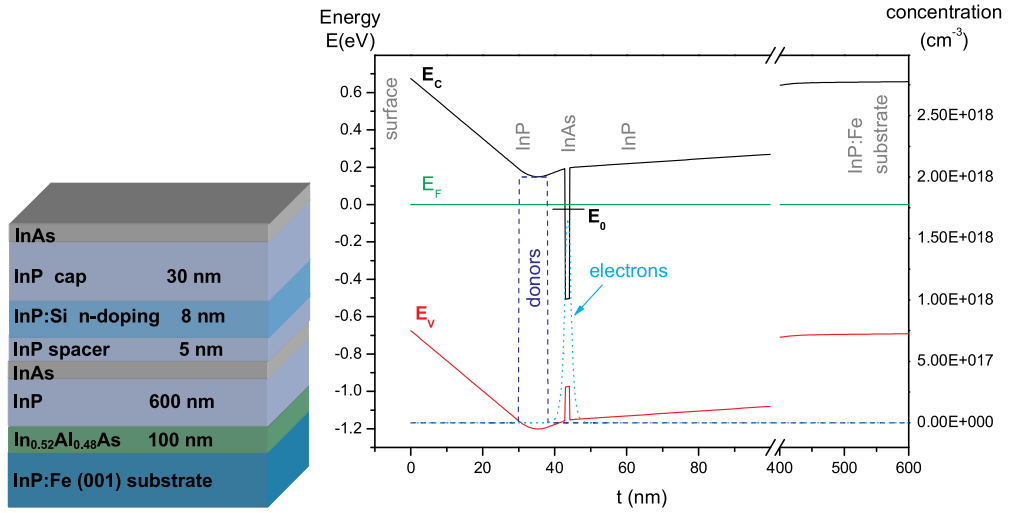 InAs
InP cap 30 nm
InP:Si n-doping 8 nm
InP spacer 5 nm
InAs
InP 600 nm
In0.52Al0.48As 100 nm
InP:Fe (001) substrate
Energy
E(eV)
concentration
(cm-3)
0.6
0.4
0.2
0.0
-0.2
-0.4
-0.6
-0.8
-1.0
-1.2
EC
surface
InP
InAs
InP
InP:Fe
substrate
EF
E0
donors
electrons
EV
2.50E+018
2.00E+018
1.50E+018
1.00E+018
5.00E+017
0.00E+000
0
20
40
60
80
400
500
600
t (nm)